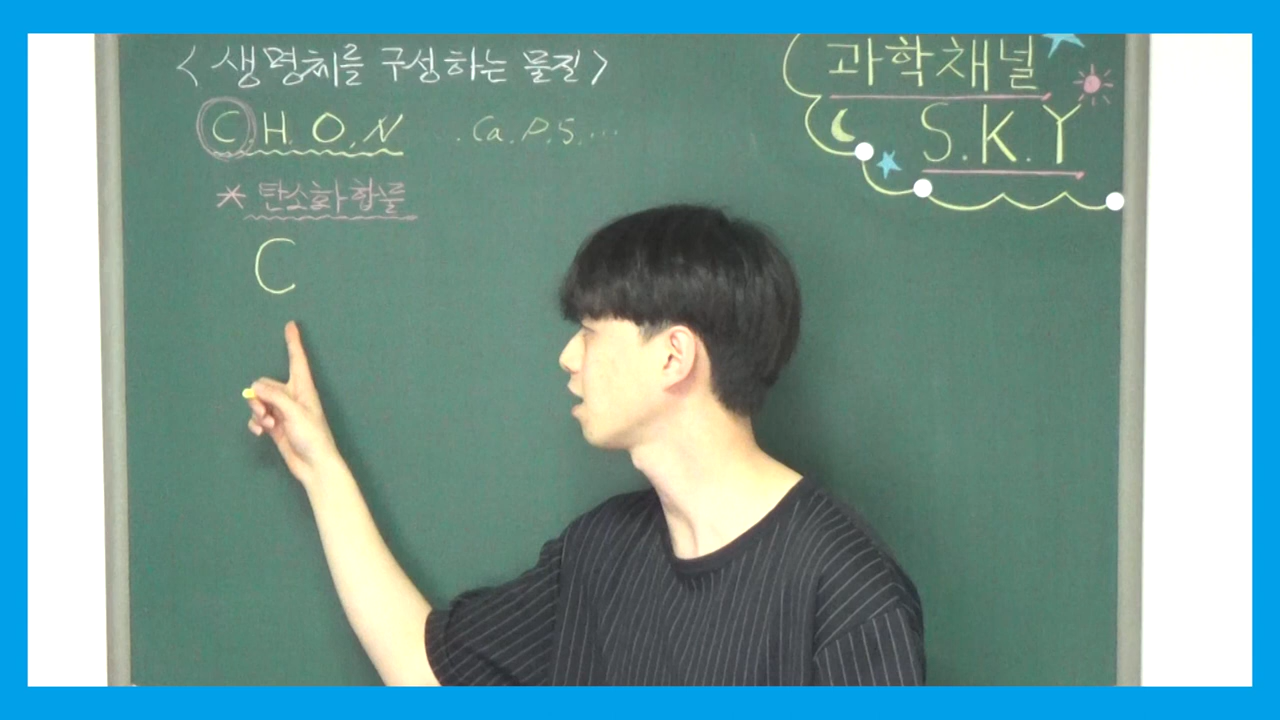 <생명체를 구성하는 물질>
C, H. O, N .Ca.P.S....
* 탄소화합물
C
과학채널
S.K.Y